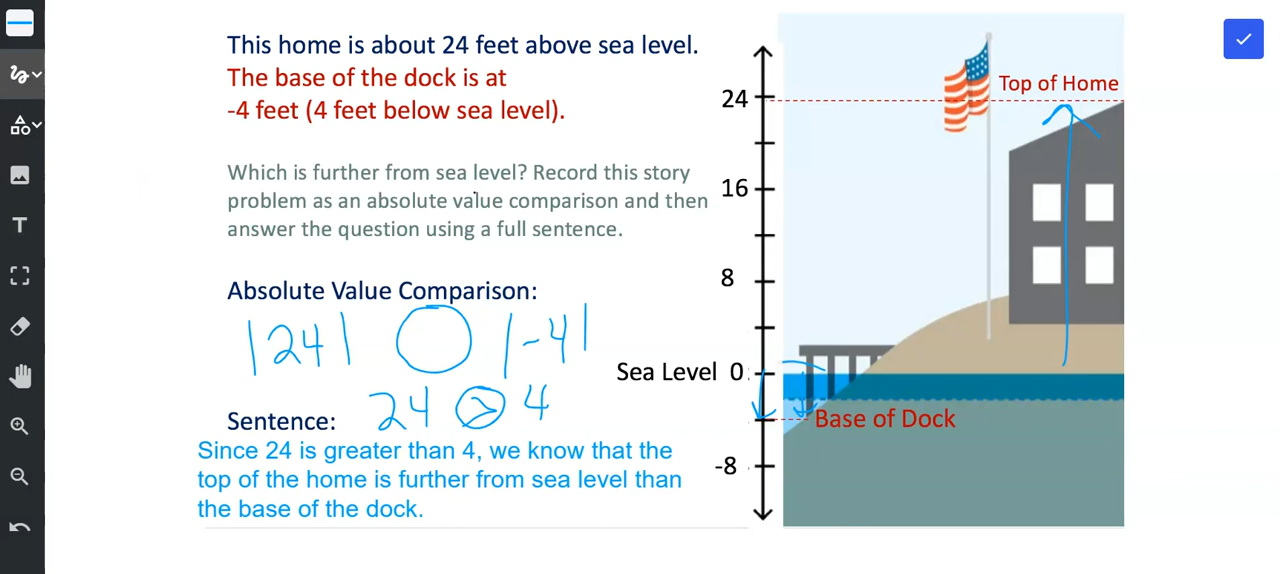 This home is about 24 feet above sea level.
The base of the dock is at
-4 feet (4 feet below sea level).
Which is further from sea level? Record this story
problem as an absolute value comparison and then
answer the question using a full sentence.
Absolute Value Comparison:
|24| |-4|
24 > 4
Sentence:
Since 24 is greater than 4, we know that the
top of the home is further from sea level than
the base of the dock.
Top of Home
24
16
8
Sea Level 0
Base of Dock
-8
T